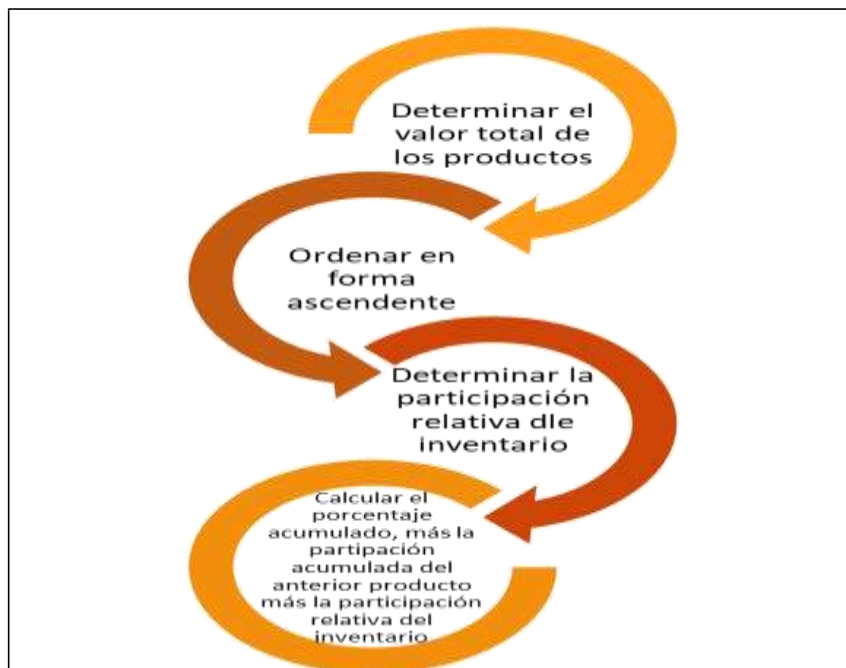 Determinar el
valor total de
los productos
Ordenar en
forma
ascendente
Determinar la
participación
relativa dle
inventario
Calcular el
porcentaje
acumulado, más la
partipación
acumulada del
anterior producto
más la participación
relativa del
inventario